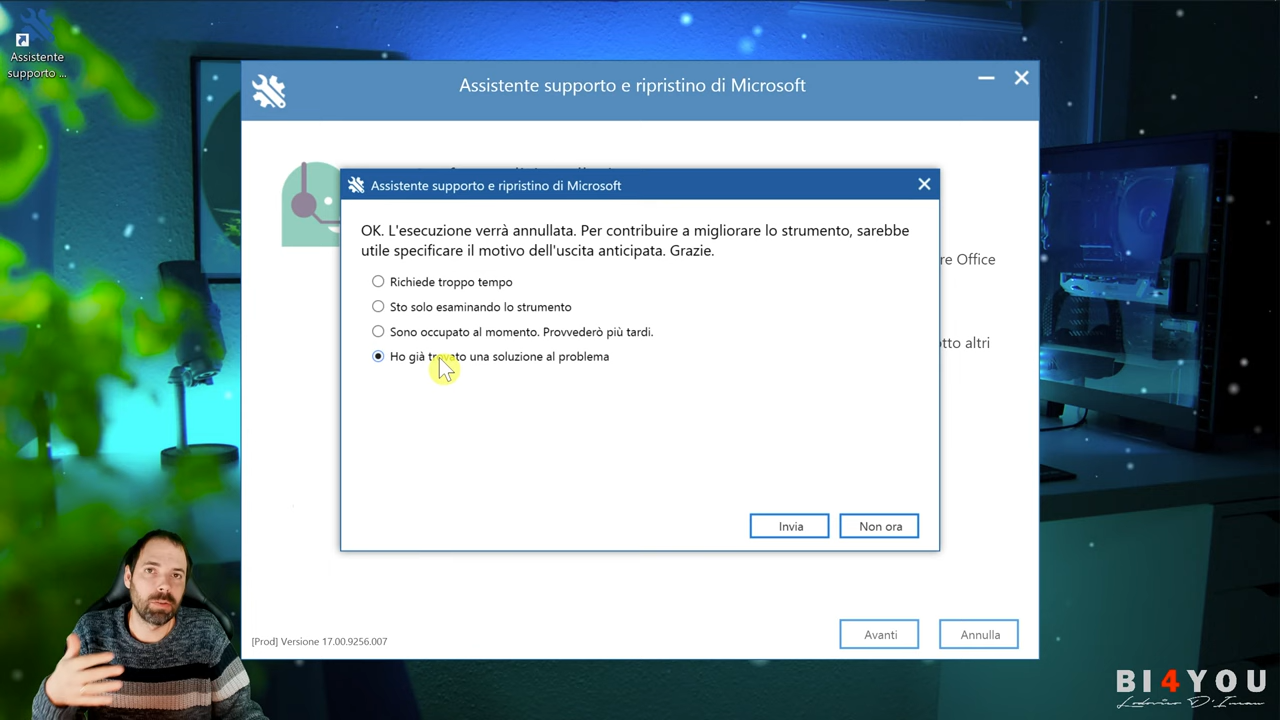 Assistente
supporto ...
Assistente supporto e ripristino di Microsoft
Assistente supporto e ripristino di Microsoft
OK. L'esecuzione verrà annullata. Per contribuire a migliorare lo strumento, sarebbe
utile specificare il motivo dell'uscita anticipata. Grazie.
Richiede troppo tempo
Sto solo esaminando lo strumento
Sono occupato al momento. Provvederò più tardi.
Ho già trovato una soluzione al problema
re Office
otto altri
Invia
Non ora
Avanti
Annulla
[Prod] Versione 17.00.9256.007
BI4YOU